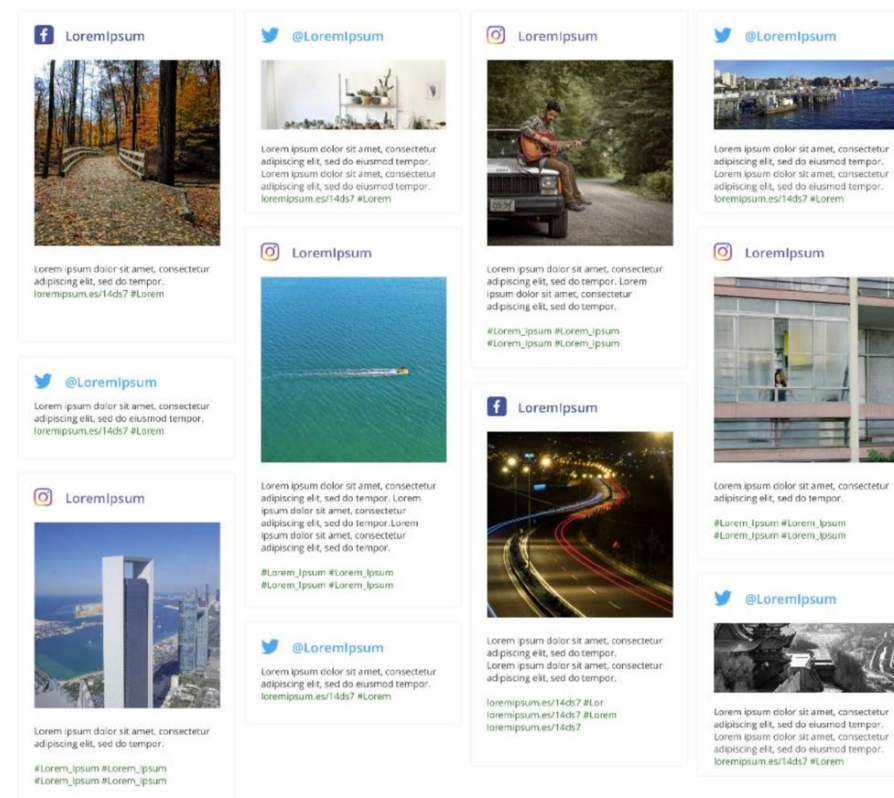 LoremIpsum
Lorem ipsum dolor sit amet, consectetur
adipiscing elit, sed do tempor.
loremipsum.es/14ds7 #Lorem
@LoremIpsum
Lorem ipsum dolor sit amet, consectetur
adipiscing elit, sed do eiusmod tempor.
loremipsum.es/14ds7 #Lorem
LoremIpsum
Lorem ipsum dolor sit amet, consectetur
adipiscing elit, sed do tempor.
#Lorem_Ipsum #Lorem_Ipsum
#Lorem_Ipsum #Lorem_Ipsum
@LoremIpsum
Lorem ipsum dolor sit amet, consectetur
adipiscing elit, sed do eiusmod tempor.
Lorem ipsum dolor sit amet, consectetur
adipiscing elit, sed do eiusmod tempor.
loremipsum.es/14ds7 #Lorem
LoremIpsum
Lorem ipsum dolor sit amet, consectetur
adipiscing elit, sed do tempor. Lorem
ipsum dolor sit amet, consectetur
adipiscing elit, sed do tempor.Lorem
ipsum dolor sit amet, consectetur
adipiscing elit, sed do tempor.
#Lorem_Ipsum #Lorem_Ipsum
#Lorem_Ipsum #Lorem_Ipsum
@LoremIpsum
Lorem ipsum dolor sit amet, consectetur
adipiscing elit, sed do eiusmod tempor.
loremipsum.es/14ds7 #Lorem
LoremIpsum
Lorem ipsum dolor sit amet, consectetur
adipiscing elit, sed do tempor. Lorem
ipsum dolor sit amet, consectetur
adipiscing elit, sed do tempor.
#Lorem_Ipsum #Lorem_Ipsum
#Lorem_Ipsum #Lorem_Ipsum
LoremIpsum
Lorem ipsum dolor sit amet, consectetur
adipiscing elit, sed do tempor.
Lorem ipsum dolor sit amet, consectetur
adipiscing elit, sed do tempor.
loremipsum.es/14ds7 #Lor
loremipsum.es/14ds7 #Lorem
loremipsum.es/14ds7
@LoremIpsum
Lorem ipsum dolor sit amet, consectetur
adipiscing elit, sed do eiusmod tempor.
Lorem ipsum dolor sit amet, consectetur
adipiscing elit, sed do eiusmod tempor.
loremipsum.es/14ds7 #Lorem
LoremIpsum
Lorem ipsum dolor sit amet, consectetur
adipiscing elit, sed do tempor.
#Lorem_Ipsum #Lorem_Ipsum
#Lorem_Ipsum #Lorem_Ipsum
@LoremIpsum
Lorem ipsum dolor sit amet, consectetur
adipiscing elit, sed do eiusmod tempor.
Lorem ipsum dolor sit amet, consectetur
adipiscing elit, sed do eiusmod tempor.
loremipsum.es/14ds7 #Lorem